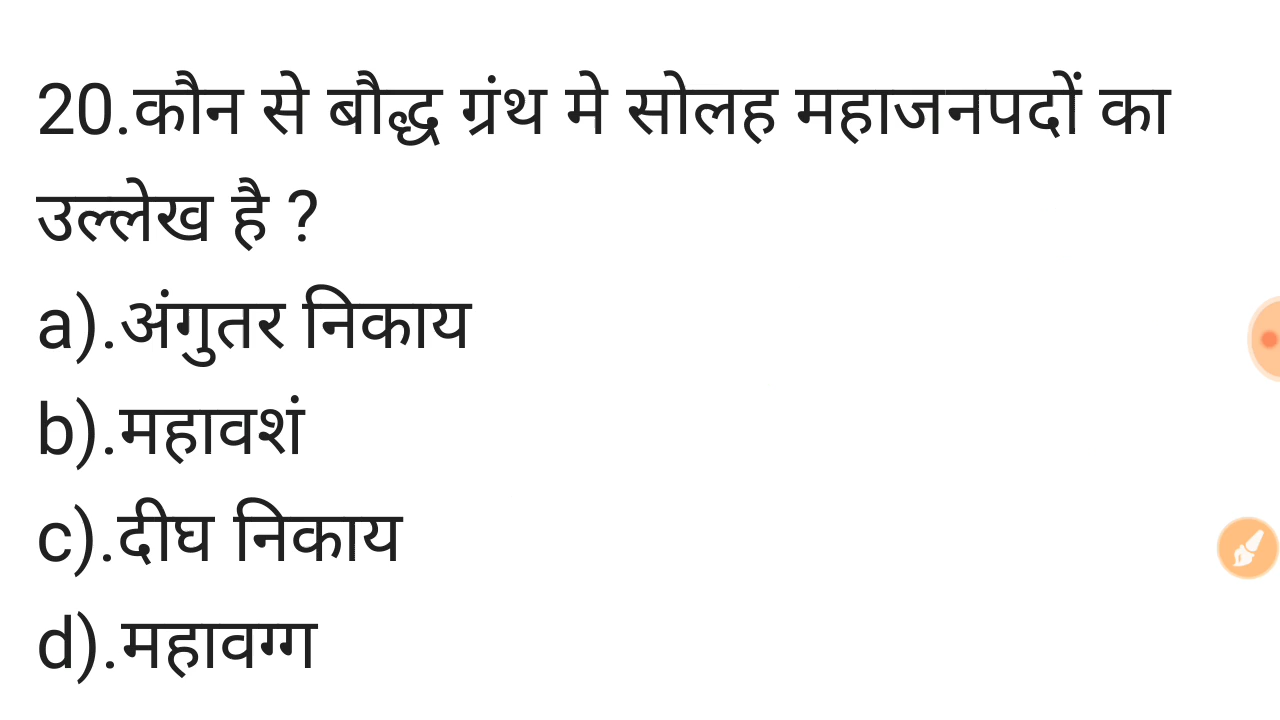 20.कौन से बौद्ध ग्रंथ मे सोलह महाजनपदों का
उल्लेख है ?
a).अंगुतर निकाय
b).महावशं
c).दीघ निकाय
d).महावग्ग